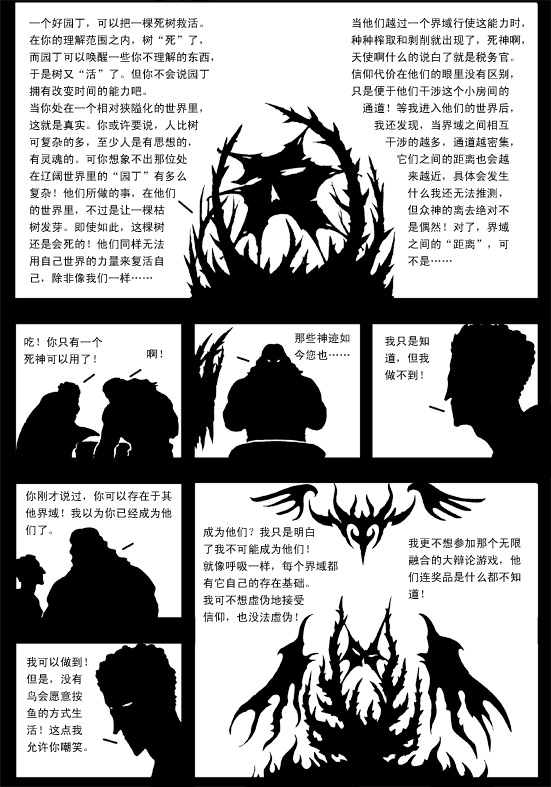 一个好园丁，可以把一棵死树救活。
在你的理解范围之内，树“死”了，
而园丁可以唤醒一些你不理解的东西，
于是树又“活”了。但你不会说园丁
拥有改变时间的能力吧。
当你处在一个相对狭隘化的世界里，
这就是真实。你或许要说，人比树
可复杂的多，至少人是有思想的，
有灵魂的。可你想象不出那位处
在辽阔世界里的“园丁”有多么
复杂！他们所做的事，在他们
的世界里，不过是让一棵枯
树发芽。即使如此，这棵树
还是会死的！他们同样无法
用自己世界的力量来复活自
己，除非像我们一样……
当他们越过一个界域行使这能力时，
种种榨取和剥削就出现了，死神啊，
天使啊什么的说白了就是税务官。
信仰代价在他们的眼里没有区别，
只是便于他们干涉这个小房间的
通道！等我进入他们的世界后，
我还发现，当界域之间相互
干涉的越多，通道越密集，
它们之间的距离也会越
来越近，具体会发生
什么我还无法推测，
但众神的离去绝对不
是偶然！对了，界域
之间的“距离”，可
不是……
吃！你只有一个
死神可以用了！
啊！
那些神迹如
今您也……
我只是知
道，但我
做不到！
你刚才说过，你可以存在于其
他界域！我以为你已经成为他
们了。
成为他们？我只是明白
了我不可能成为他们！
就像呼吸一样，每个界域都
有它自己的存在基础。
我可不想虚伪地接受
信仰，也没法虚伪！
我更不想参加那个无限
融合的大辩论游戏，他
们连奖品是什么都不知
道！
我可以做到！
但是，没有
鸟会愿意按
鱼的方式生
活！这点我
允许你嘲笑。